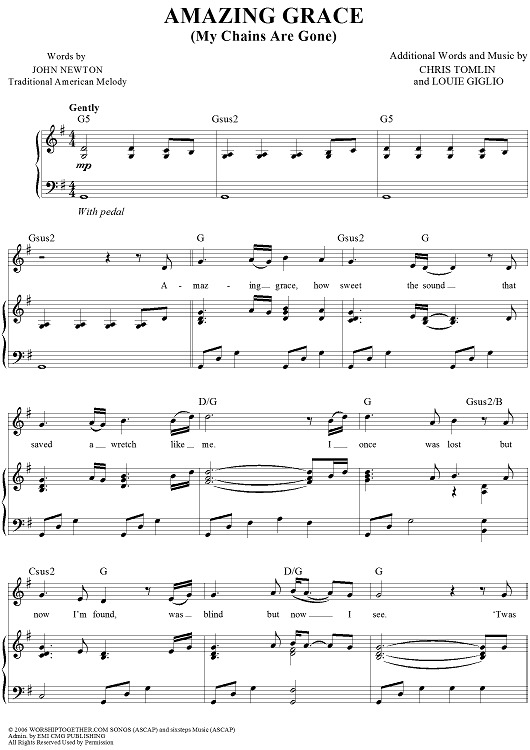 AMAZING GRACE
(My Chains Are Gone)
Words by
JOHN NEWTON
Traditional American Melody
Additional Words and Music by
CHRIS TOMLIN
and LOUIE GIGLIO
Gently
G5 Gsus2 G5
mp
With pedal
Gsus2 G Gsus2 G
A - maz - ing grace, how sweet the sound that
D/G G Gsus2/B
saved a wretch like me. I once was lost but
Csus2 G D/G G
now I'm found, was blind but now I see. 'Twas
© 2006 WORSHIPTOGETHER.COM SONGS (ASCAP) and sixsteps Music (ASCAP)
Admin. by EMI CMG PUBLISHING
All Rights Reserved Used by Permission